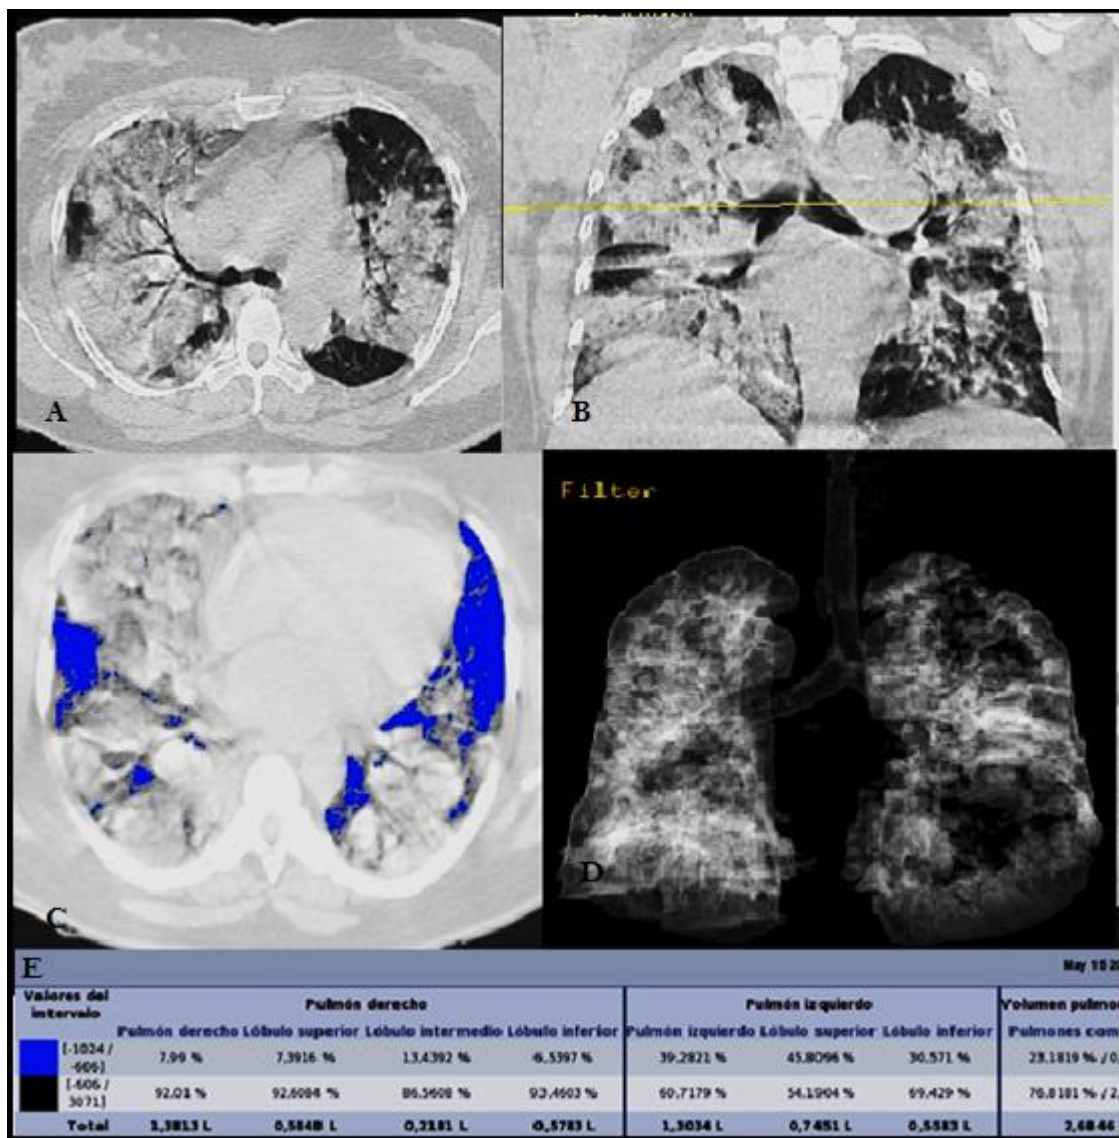 A
B
Filter
C
D
E
May 10 20
Valores del intervalo
Pulmón derecho
Pulmón izquierdo
Volumen pulmo
Pulmón derecho Lóbulo superior Lóbulo intermedio Lóbulo inferior Pulmón izquierdo Lóbulo superior Lóbulo inferior Pulmones com
[-1024 / -606] 7,99 % 7,3916 % 13,4392 % 6,5397 % 39,2821 % 45,8096 % 30,571 % 23,1819 % / 0,
[-606 / 3071] 92,01 % 92,6084 % 86,5608 % 93,4603 % 60,7179 % 54,1904 % 69,429 % 76,8181 % / 2,
Total 1,3813 L 0,5848 L 0,2181 L 0,5783 L 1,3034 L 0,7451 L 0,5583 L 2,6848